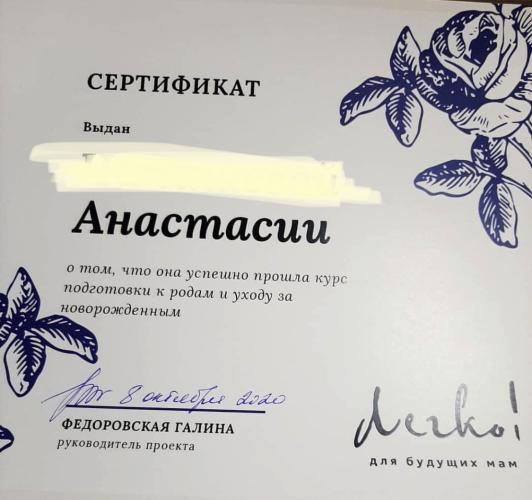 СЕРТИФИКАТ
Выдан
Анастасии
о том, что она успешно прошла курс
подготовки к родам и уходу за
новорожденным
8 октября 2020
ФЕДОРОВСКАЯ ГАЛИНА
руководитель проекта
Легко!
для будущих мам